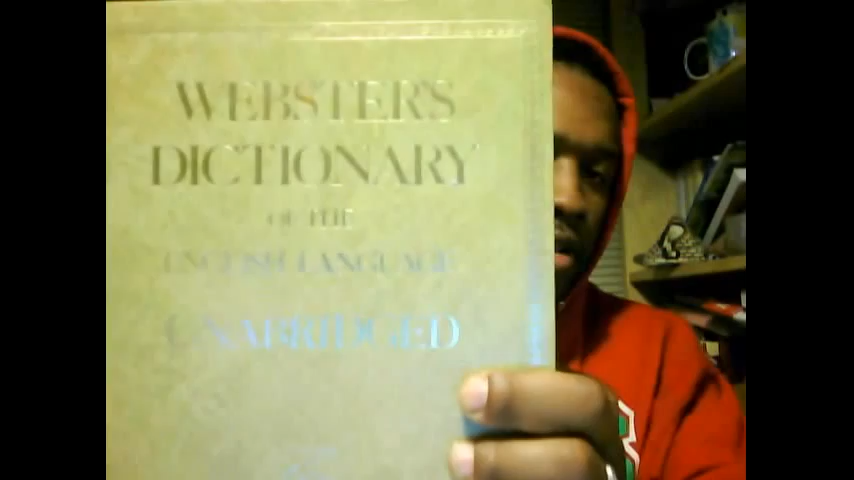 WEBSTER'S
DICTIONARY
OF THE
ENGLISH LANGUAGE
UNABRIDGED